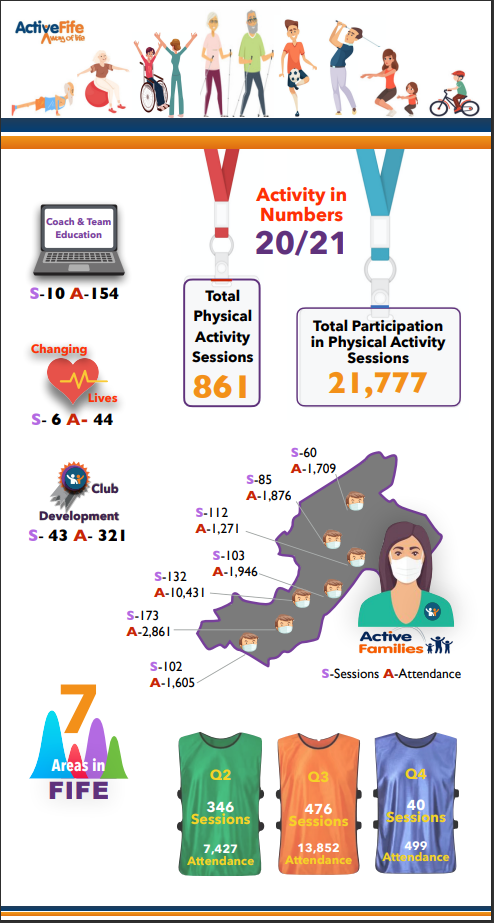 ActiveFife
Away of life
Activity in
Numbers
20/21
Coach & Team
Education
S-10 A-154
Changing
Lives
S- 6 A- 44
Club
Development
S- 43 A- 321
Total
Physical
Activity
Sessions
861
Total Participation
in Physical Activity
Sessions
21,777
S-60
A-1,709
S-85
A-1,876
S-112
A-1,271
S-103
A-1,946
S-132
A-10,431
S-173
A-2,861
S-102
A-1,605
Active
Families
S-Sessions A-Attendance
7
Areas in
FIFE
Q2
346
Sessions
7,427
Attendance
Q3
476
Sessions
13,852
Attendance
Q4
40
Sessions
499
Attendance